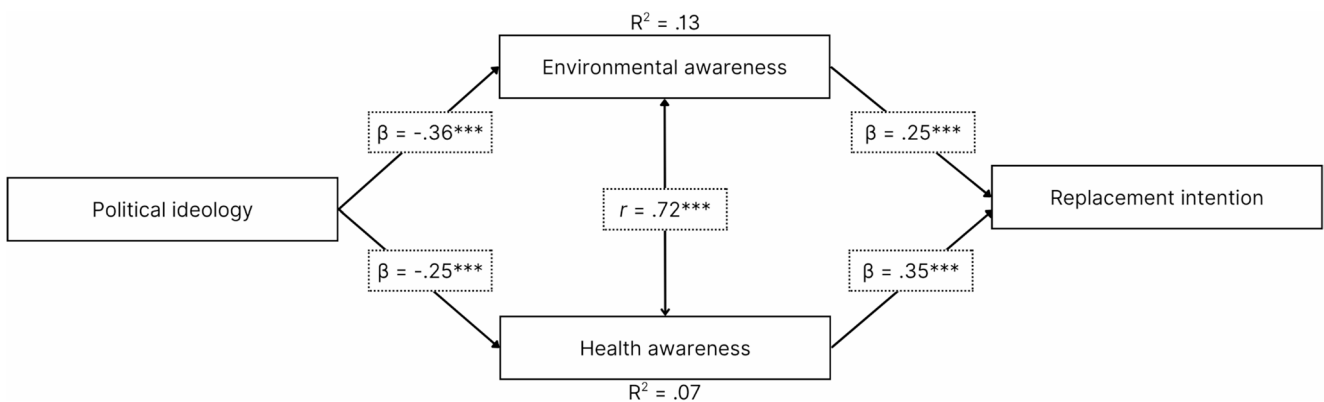 R² = .13
Environmental awareness
β = -.36***
β = .25***
Political ideology
r = .72***
Replacement intention
β = -.25***
β = .35***
Health awareness
R² = .07